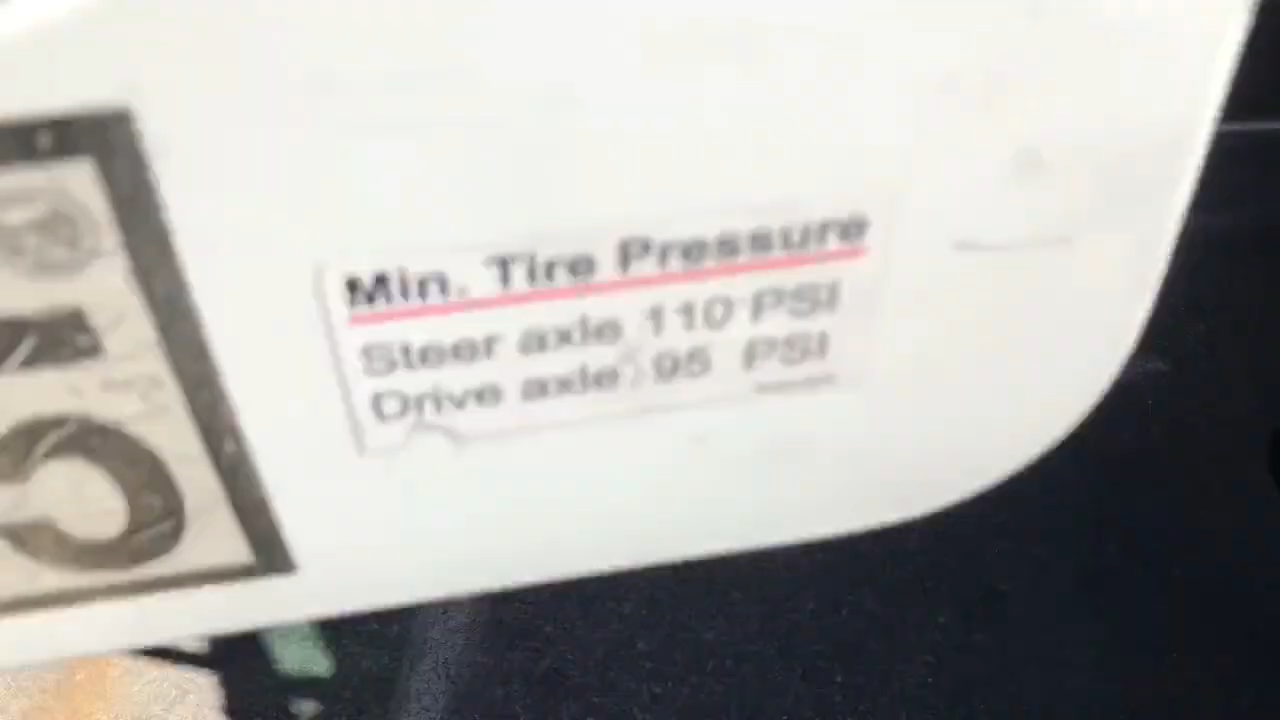 Min. Tire Pressure
Steer axle 110 PSI
Drive axle 95 PSI